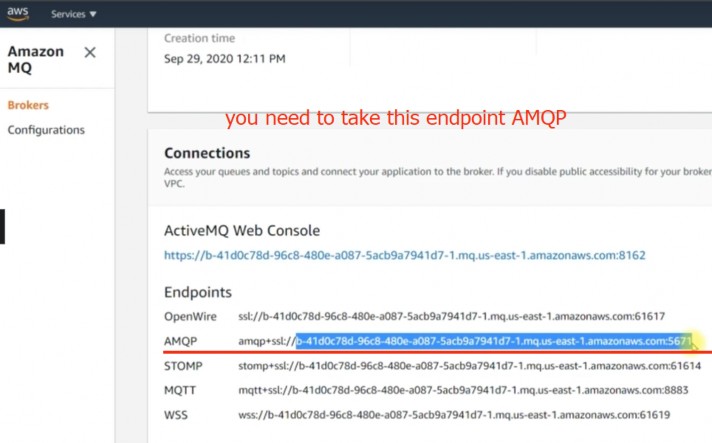 aws
Services
Amazon MQ
Brokers
Configurations
Creation time
Sep 29, 2020 12:11 PM
you need to take this endpoint AMQP
Connections
Access your queues and topics and connect your application to the broker. If you disable public accessibility for your broker
VPC.
ActiveMQ Web Console
https://b-41d0c78d-96c8-480e-a087-5acb9a7941d7-1.mq.us-east-1.amazonaws.com:8162
Endpoints
OpenWire ssl://b-41d0c78d-96c8-480e-a087-5acb9a7941d7-1.mq.us-east-1.amazonaws.com:61617
AMQP amqp+ssl://b-41d0c78d-96c8-480e-a087-5acb9a7941d7-1.mq.us-east-1.amazonaws.com:5671
STOMP stomp+ssl://b-41d0c78d-96c8-480e-a087-5acb9a7941d7-1.mq.us-east-1.amazonaws.com:61614
MQTT mqtt+ssl://b-41d0c78d-96c8-480e-a087-5acb9a7941d7-1.mq.us-east-1.amazonaws.com:8883
WSS wss://b-41d0c78d-96c8-480e-a087-5acb9a7941d7-1.mq.us-east-1.amazonaws.com:61619